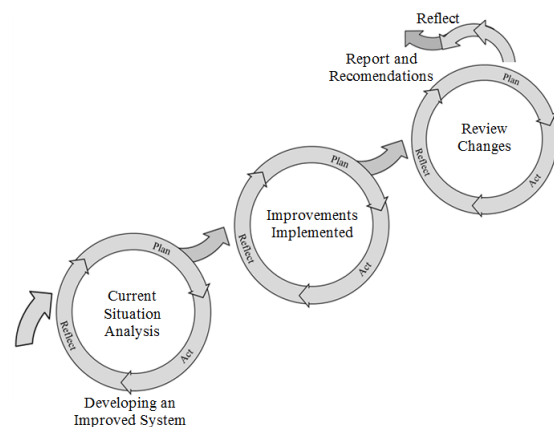 Reflect
Report and
Recomendations
Plan
Review
Changes
Reflect
Act
Plan
Improvements
Implemented
Reflect
Act
Plan
Current
Situation
Analysis
Reflect
Act
Developing an
Improved System